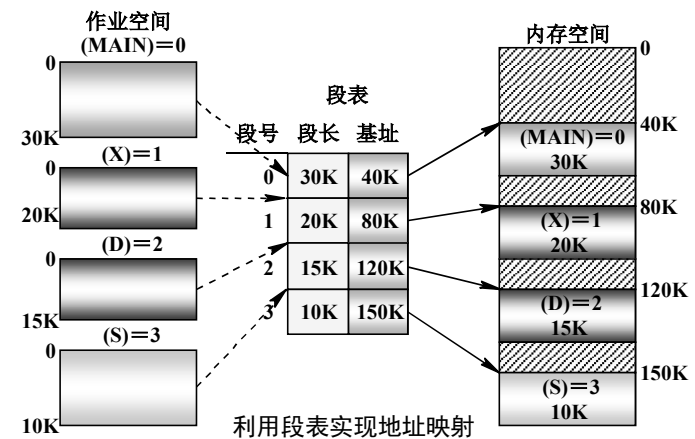 作业空间
(MAIN)＝0
0
30K
(X)＝1
0
20K
(D)＝2
0
15K
(S)＝3
0
10K
段表
段号 段长 基址
0 30K 40K
1 20K 80K
2 15K 120K
3 10K 150K
内存空间
0
40K
(MAIN)＝0
30K
80K
(X)＝1
20K
120K
(D)＝2
15K
150K
(S)＝3
10K
利用段表实现地址映射